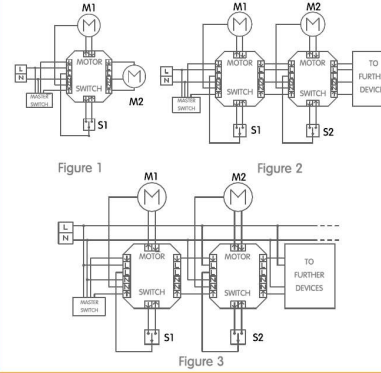 M1
L
N
MOTOR
SWITCH
MASTER
SWITCH
M2
S1
Figure 1
M1
M2
L
N
MOTOR
MOTOR
TO
FURTH
DEVIC
SWITCH
SWITCH
MASTER
SWITCH
S1
S2
Figure 2
M1
M2
L
N
MOTOR
MOTOR
TO
FURTHER
DEVICES
SWITCH
SWITCH
MASTER
SWITCH
S1
S2
Figure 3